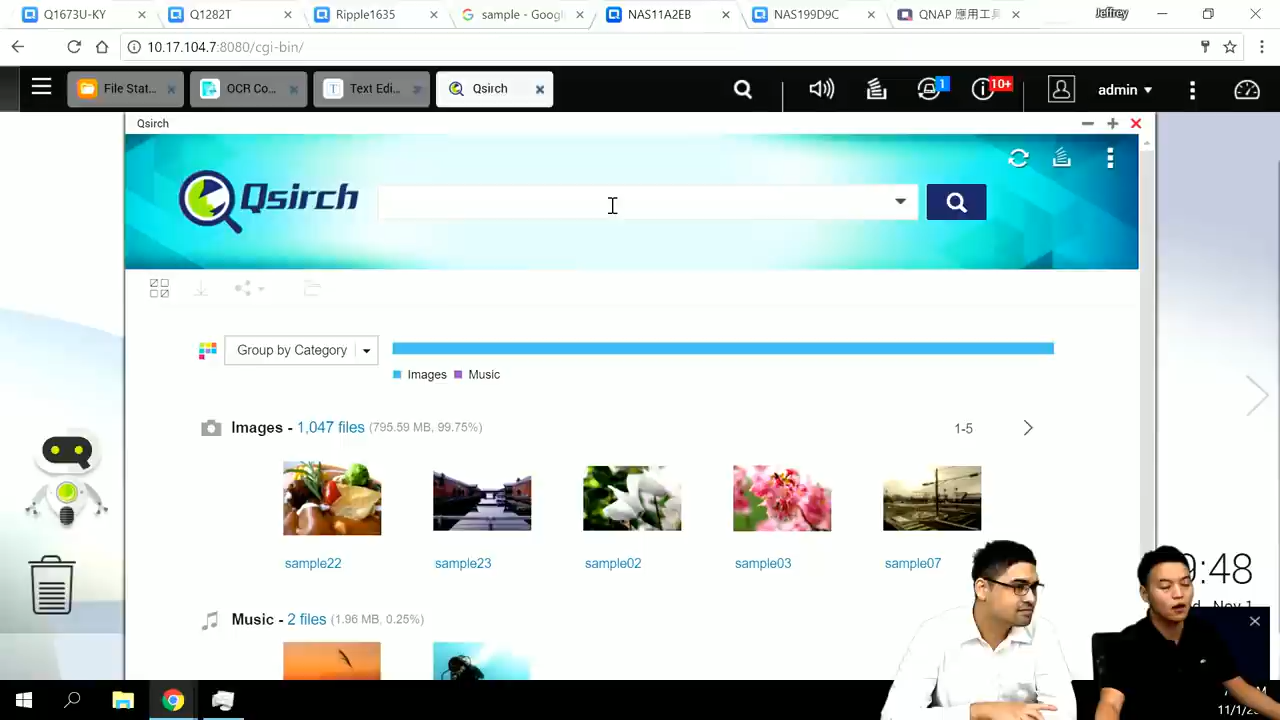 Q1673U-KY
Q1282T
Ripple1635
sample - Googl
NAS11A2EB
NAS199D9C
QNAP 應用工具
Jeffrey
10.17.104.7:8080/cgi-bin/
File Stat...
OCR Co...
Text Edi...
Qsirch
1
10+
admin
Qsirch
Qsirch
Group by Category
Images
Music
Images - 1,047 files (795.59 MB, 99.75%)
1-5
sample22
sample23
sample02
sample03
sample07
Music - 2 files (1.96 MB, 0.25%)
:48